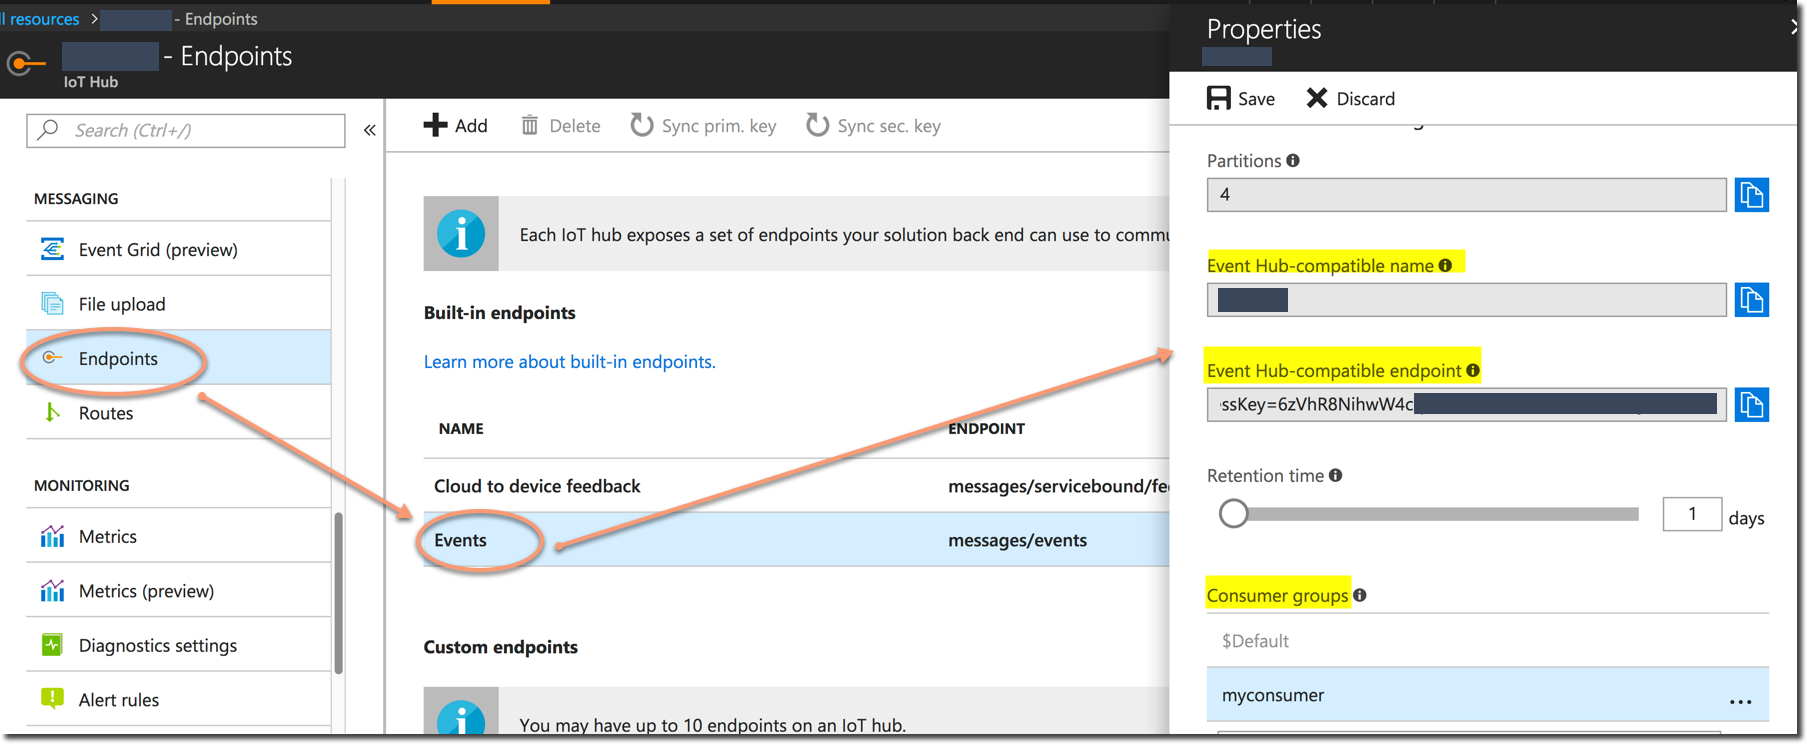 ll resources > - Endpoints
- Endpoints
IoT Hub
Search (Ctrl+/)
«
MESSAGING
Event Grid (preview)
File upload
Endpoints
Routes
MONITORING
Metrics
Metrics (preview)
Diagnostics settings
Alert rules
Add Delete Sync prim. key Sync sec. key
Each IoT hub exposes a set of endpoints your solution back end can use to commu
Built-in endpoints
Learn more about built-in endpoints.
NAME ENDPOINT
Cloud to device feedback messages/servicebound/fee
Events messages/events
Custom endpoints
You may have up to 10 endpoints on an IoT hub.
Properties
Save Discard
Partitions
4
Event Hub-compatible name
Event Hub-compatible endpoint
ssKey=6zVhR8NihwW4c
Retention time
1 days
Consumer groups
$Default
myconsumer ...